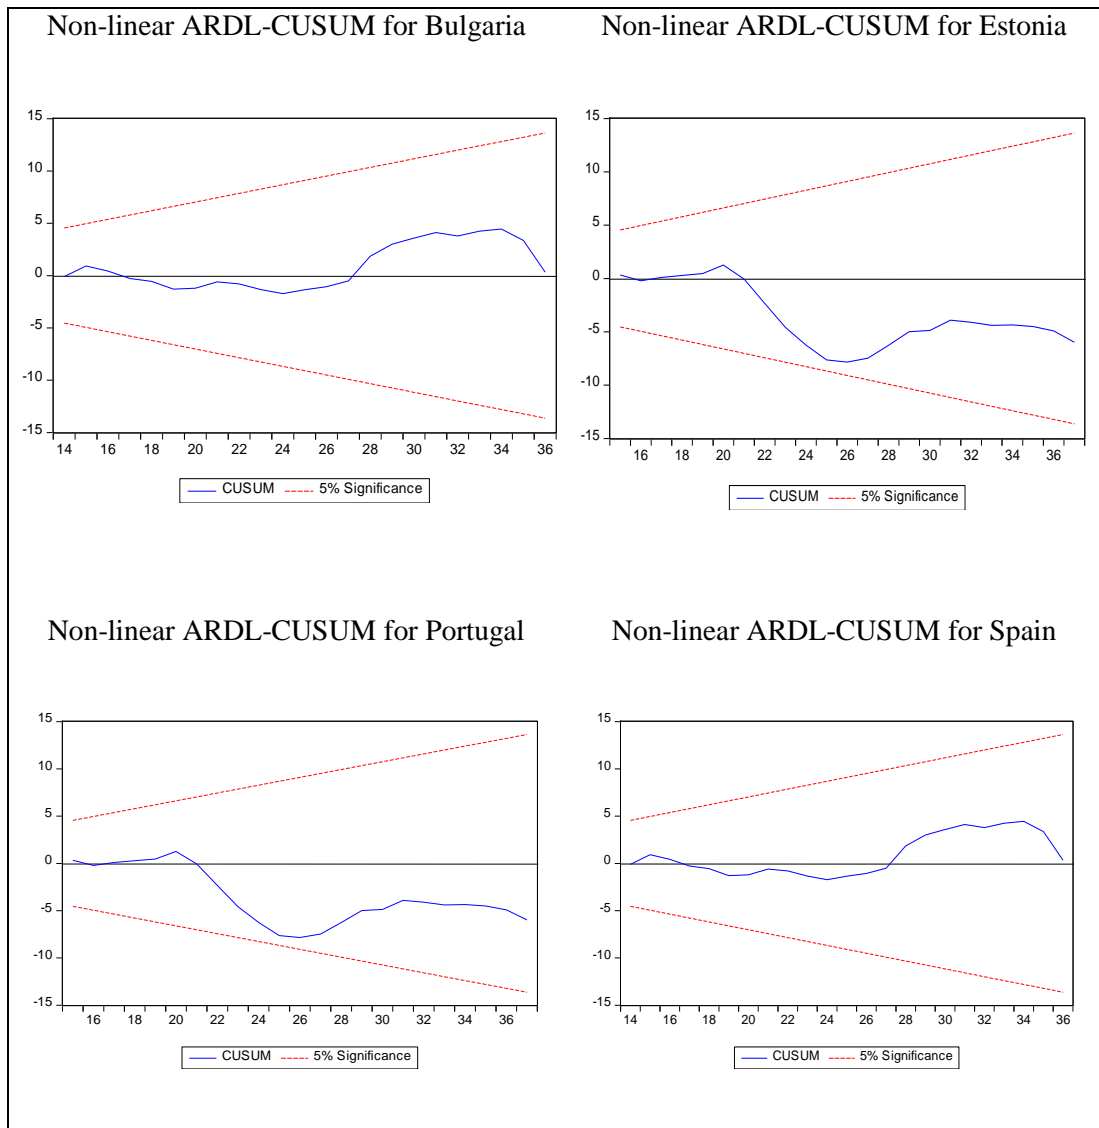 Non-linear ARDL-CUSUM for Bulgaria
15
10
5
0
-5
-10
-15
14 16 18 20 22 24 26 28 30 32 34 36
CUSUM 5% Significance
Non-linear ARDL-CUSUM for Estonia
15
10
5
0
-5
-10
-15
16 18 20 22 24 26 28 30 32 34 36
CUSUM 5% Significance
Non-linear ARDL-CUSUM for Portugal
15
10
5
0
-5
-10
-15
16 18 20 22 24 26 28 30 32 34 36
CUSUM 5% Significance
Non-linear ARDL-CUSUM for Spain
15
10
5
0
-5
-10
-15
14 16 18 20 22 24 26 28 30 32 34 36
CUSUM 5% Significance